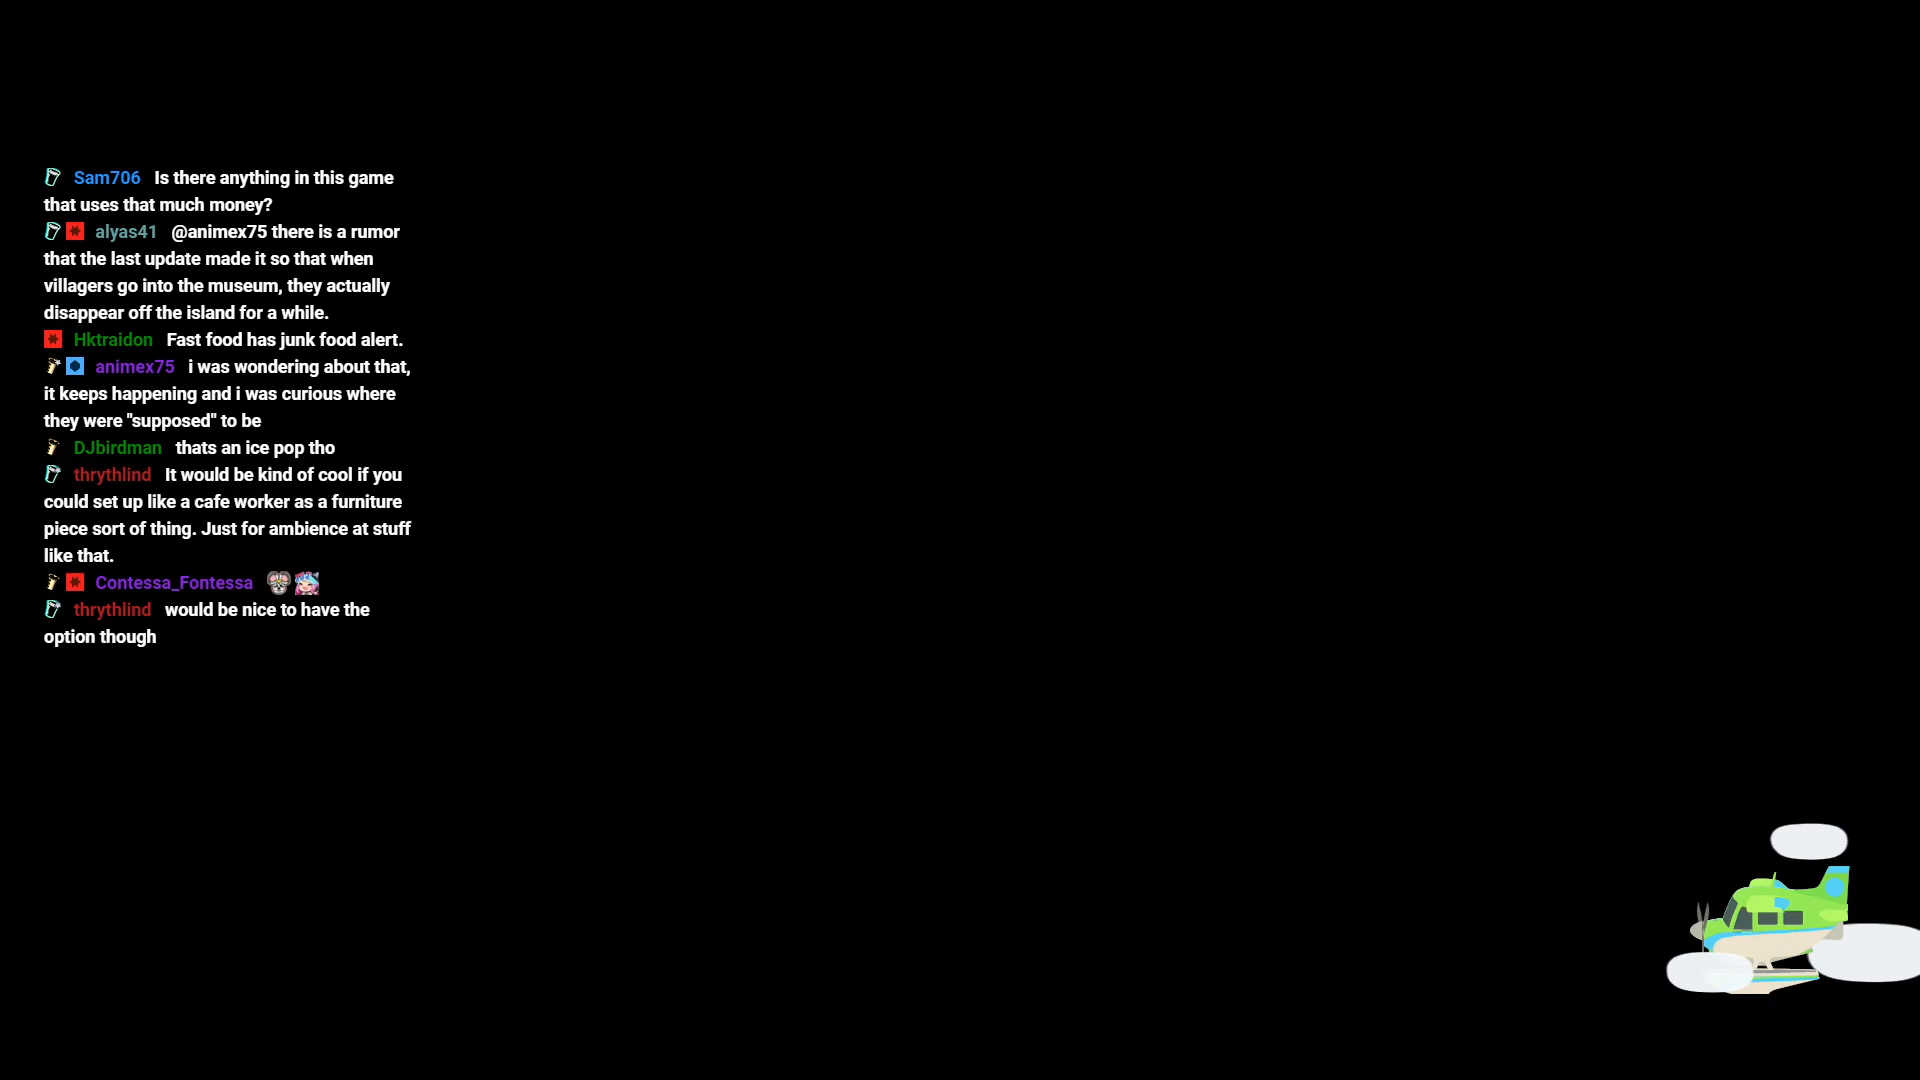 Sam706 Is there anything in this game
that uses that much money?
alyas41 @animex75 there is a rumor
that the last update made it so that when
villagers go into the museum, they actually
disappear off the island for a while.
Hktraidon Fast food has junk food alert.
animex75 i was wondering about that,
it keeps happening and i was curious where
they were "supposed" to be
DJbirdman thats an ice pop tho
thrythlind It would be kind of cool if you
could set up like a cafe worker as a furniture
piece sort of thing. Just for ambience at stuff
like that.
Contessa_Fontessa
thrythlind would be nice to have the
option though